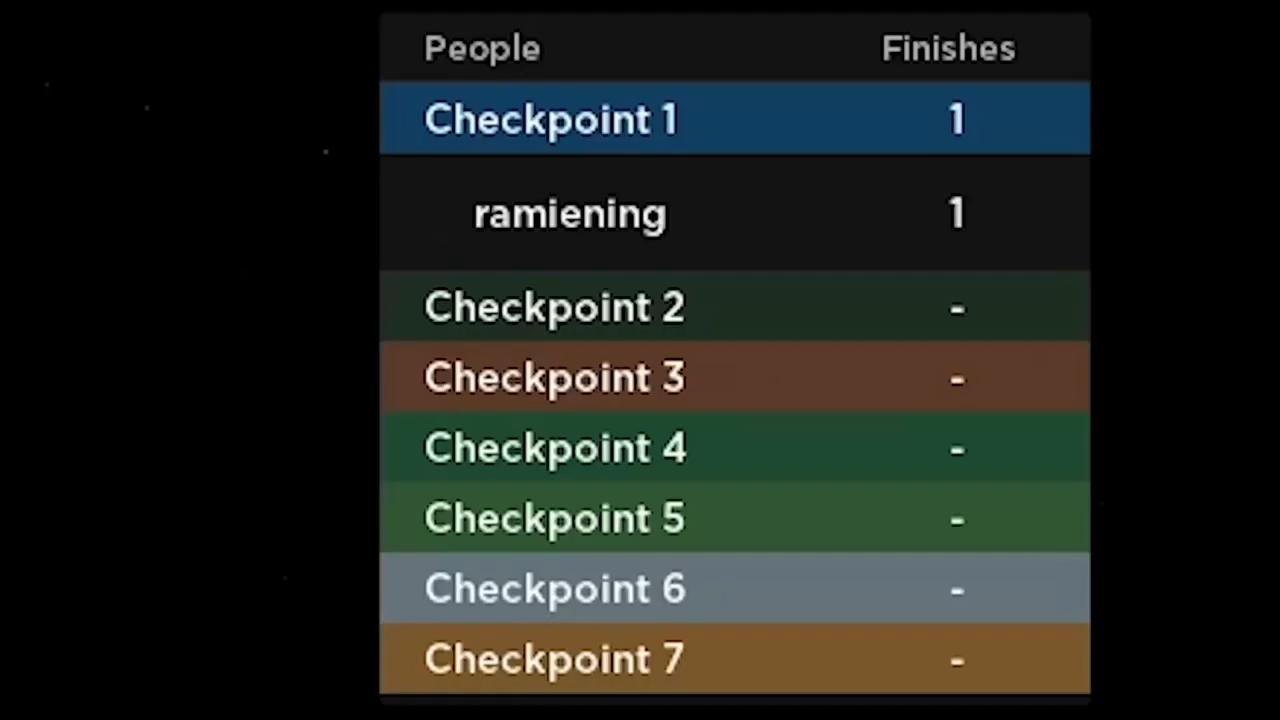 People Finishes
Checkpoint 1 1
ramiening 1
Checkpoint 2 -
Checkpoint 3 -
Checkpoint 4 -
Checkpoint 5 -
Checkpoint 6 -
Checkpoint 7 -